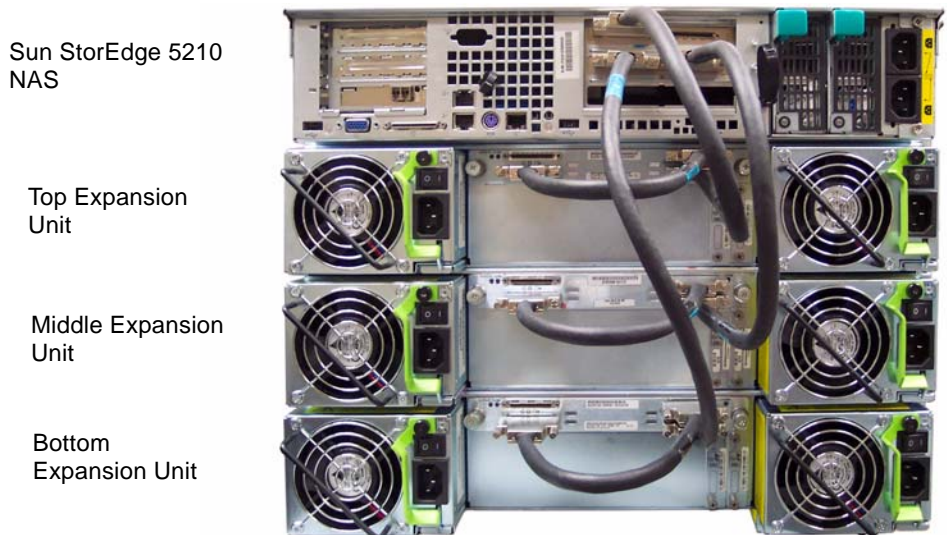 Sun StorEdge 5210
NAS
Top Expansion
Unit
Middle Expansion
Unit
Bottom
Expansion Unit